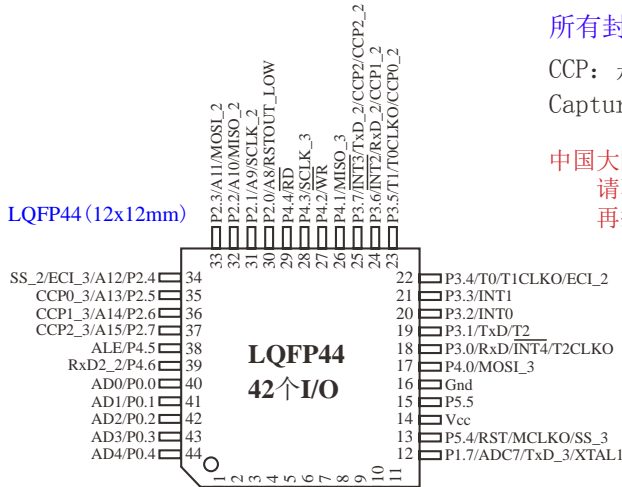 所有封
CCP:
Captur
中国大
请
再
LQFP44(12x12mm)
P2.3/A11/MOSI_2
P2.2/A10/MISO_2
P2.1/A9/SCLK_2
P2.0/A8/RSTOUT_LOW
P4.4/RD
P4.3/SCLK_3
P4.2/WR
P4.1/MISO_3
P3.7/INT3/TxD_2/CCP2/CCP2_2
P3.6/INT2/RxD_2/CCP1_2
P3.5/T1/T0CLKO/CCP0_2
33 32 31 30 29 28 27 26 25 24 23
SS_2/ECI_3/A12/P2.4 34
CCP0_3/A13/P2.5 35
CCP1_3/A14/P2.6 36
CCP2_3/A15/P2.7 37
ALE/P4.5 38
RxD2_2/P4.6 39
AD0/P0.0 40
AD1/P0.1 41
AD2/P0.2 42
AD3/P0.3 43
AD4/P0.4 44
LQFP44
42个I/O
22 P3.4/T0/T1CLKO/ECI_2
21 P3.3/INT1
20 P3.2/INT0
19 P3.1/TxD/T2
18 P3.0/RxD/INT4/T2CLKO
17 P4.0/MOSI_3
16 Gnd
15 P5.5
14 Vcc
13 P5.4/RST/MCLKO/SS_3
12 P1.7/ADC7/TxD_3/XTAL1
1 2 3 4 5 6 7 8 9 10 11